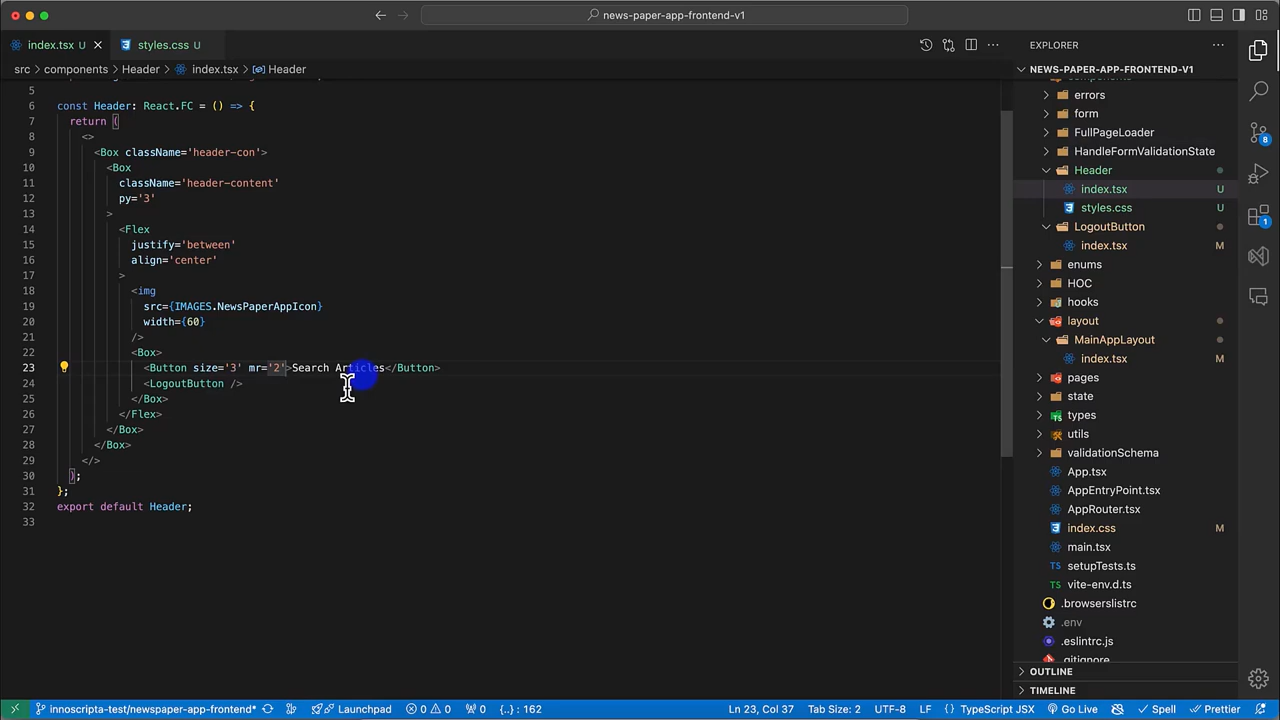 news-paper-app-frontend-v1
index.tsx U
styles.css U
EXPLORER
src > components > Header > index.tsx > Header
NEWS-PAPER-APP-FRONTEND-V1
5
6 const Header: React.FC = () => {
7 return (
8 <>
9 <Box className='header-con'>
10 <Box
11 className='header-content'
12 py='3'
13 >
14 <Flex
15 justify='between'
16 align='center'
17 >
18 <img
19 src={IMAGES.NewsPaperAppIcon}
20 width={60}
21 />
22 <Box>
23 <Button size='3' mr='2'>Search Articles</Button>
24 <LogoutButton />
25 </Box>
26 </Flex>
27 </Box>
28 </Box>
29 </>
30 );
31 };
32 export default Header;
33
components
errors
form
FullPageLoader
HandleFormValidationState
Header
index.tsx U
styles.css U
LogoutButton
index.tsx M
enums
HOC
hooks
layout
MainAppLayout
index.tsx M
pages
state
types
utils
validationSchema
App.tsx
AppEntryPoint.tsx
AppRouter.tsx
index.css M
main.tsx
setupTests.ts
vite-env.d.ts
.browserslistrc
.env
.eslintrc.js
.gitignore
OUTLINE
TIMELINE
8
1
innoscripta-test/newspaper-app-frontend* Launchpad 0 0 0 {..} : 162 Ln 23, Col 37 Tab Size: 2 UTF-8 LF TypeScript JSX Go Live Spell Prettier